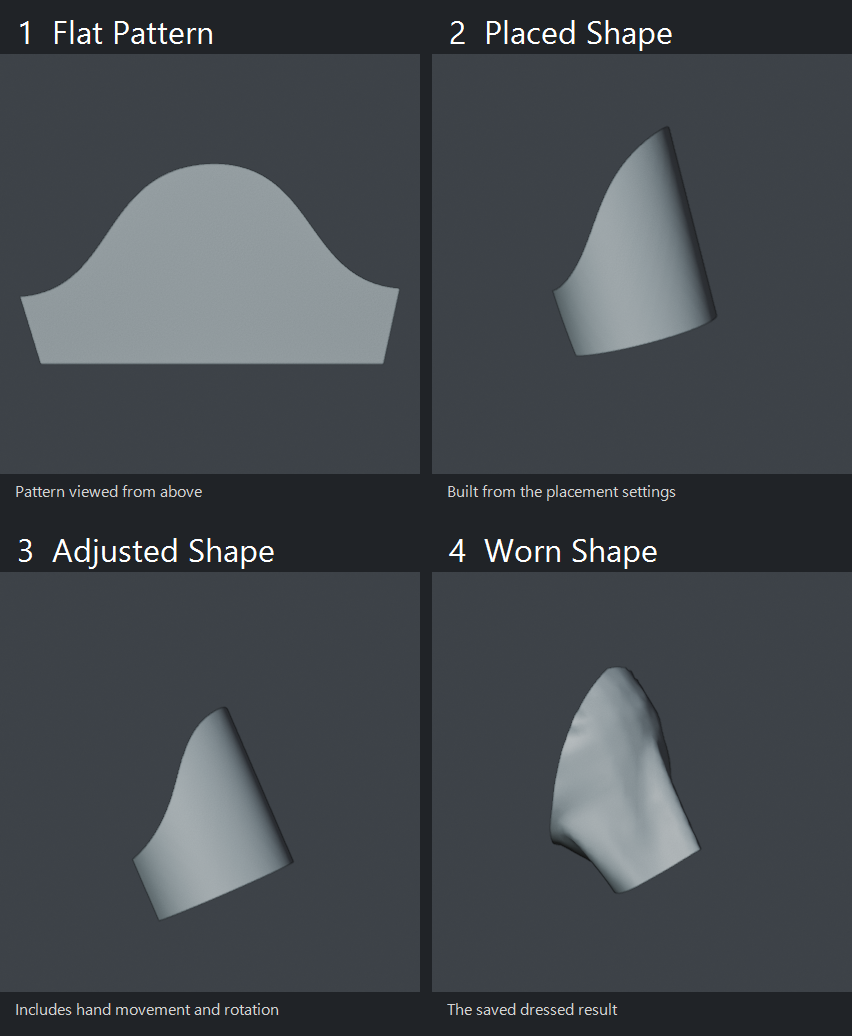 1 Flat Pattern
2 Placed Shape
Pattern viewed from above
Built from the placement settings
3 Adjusted Shape
4 Worn Shape
Includes hand movement and rotation
The saved dressed result